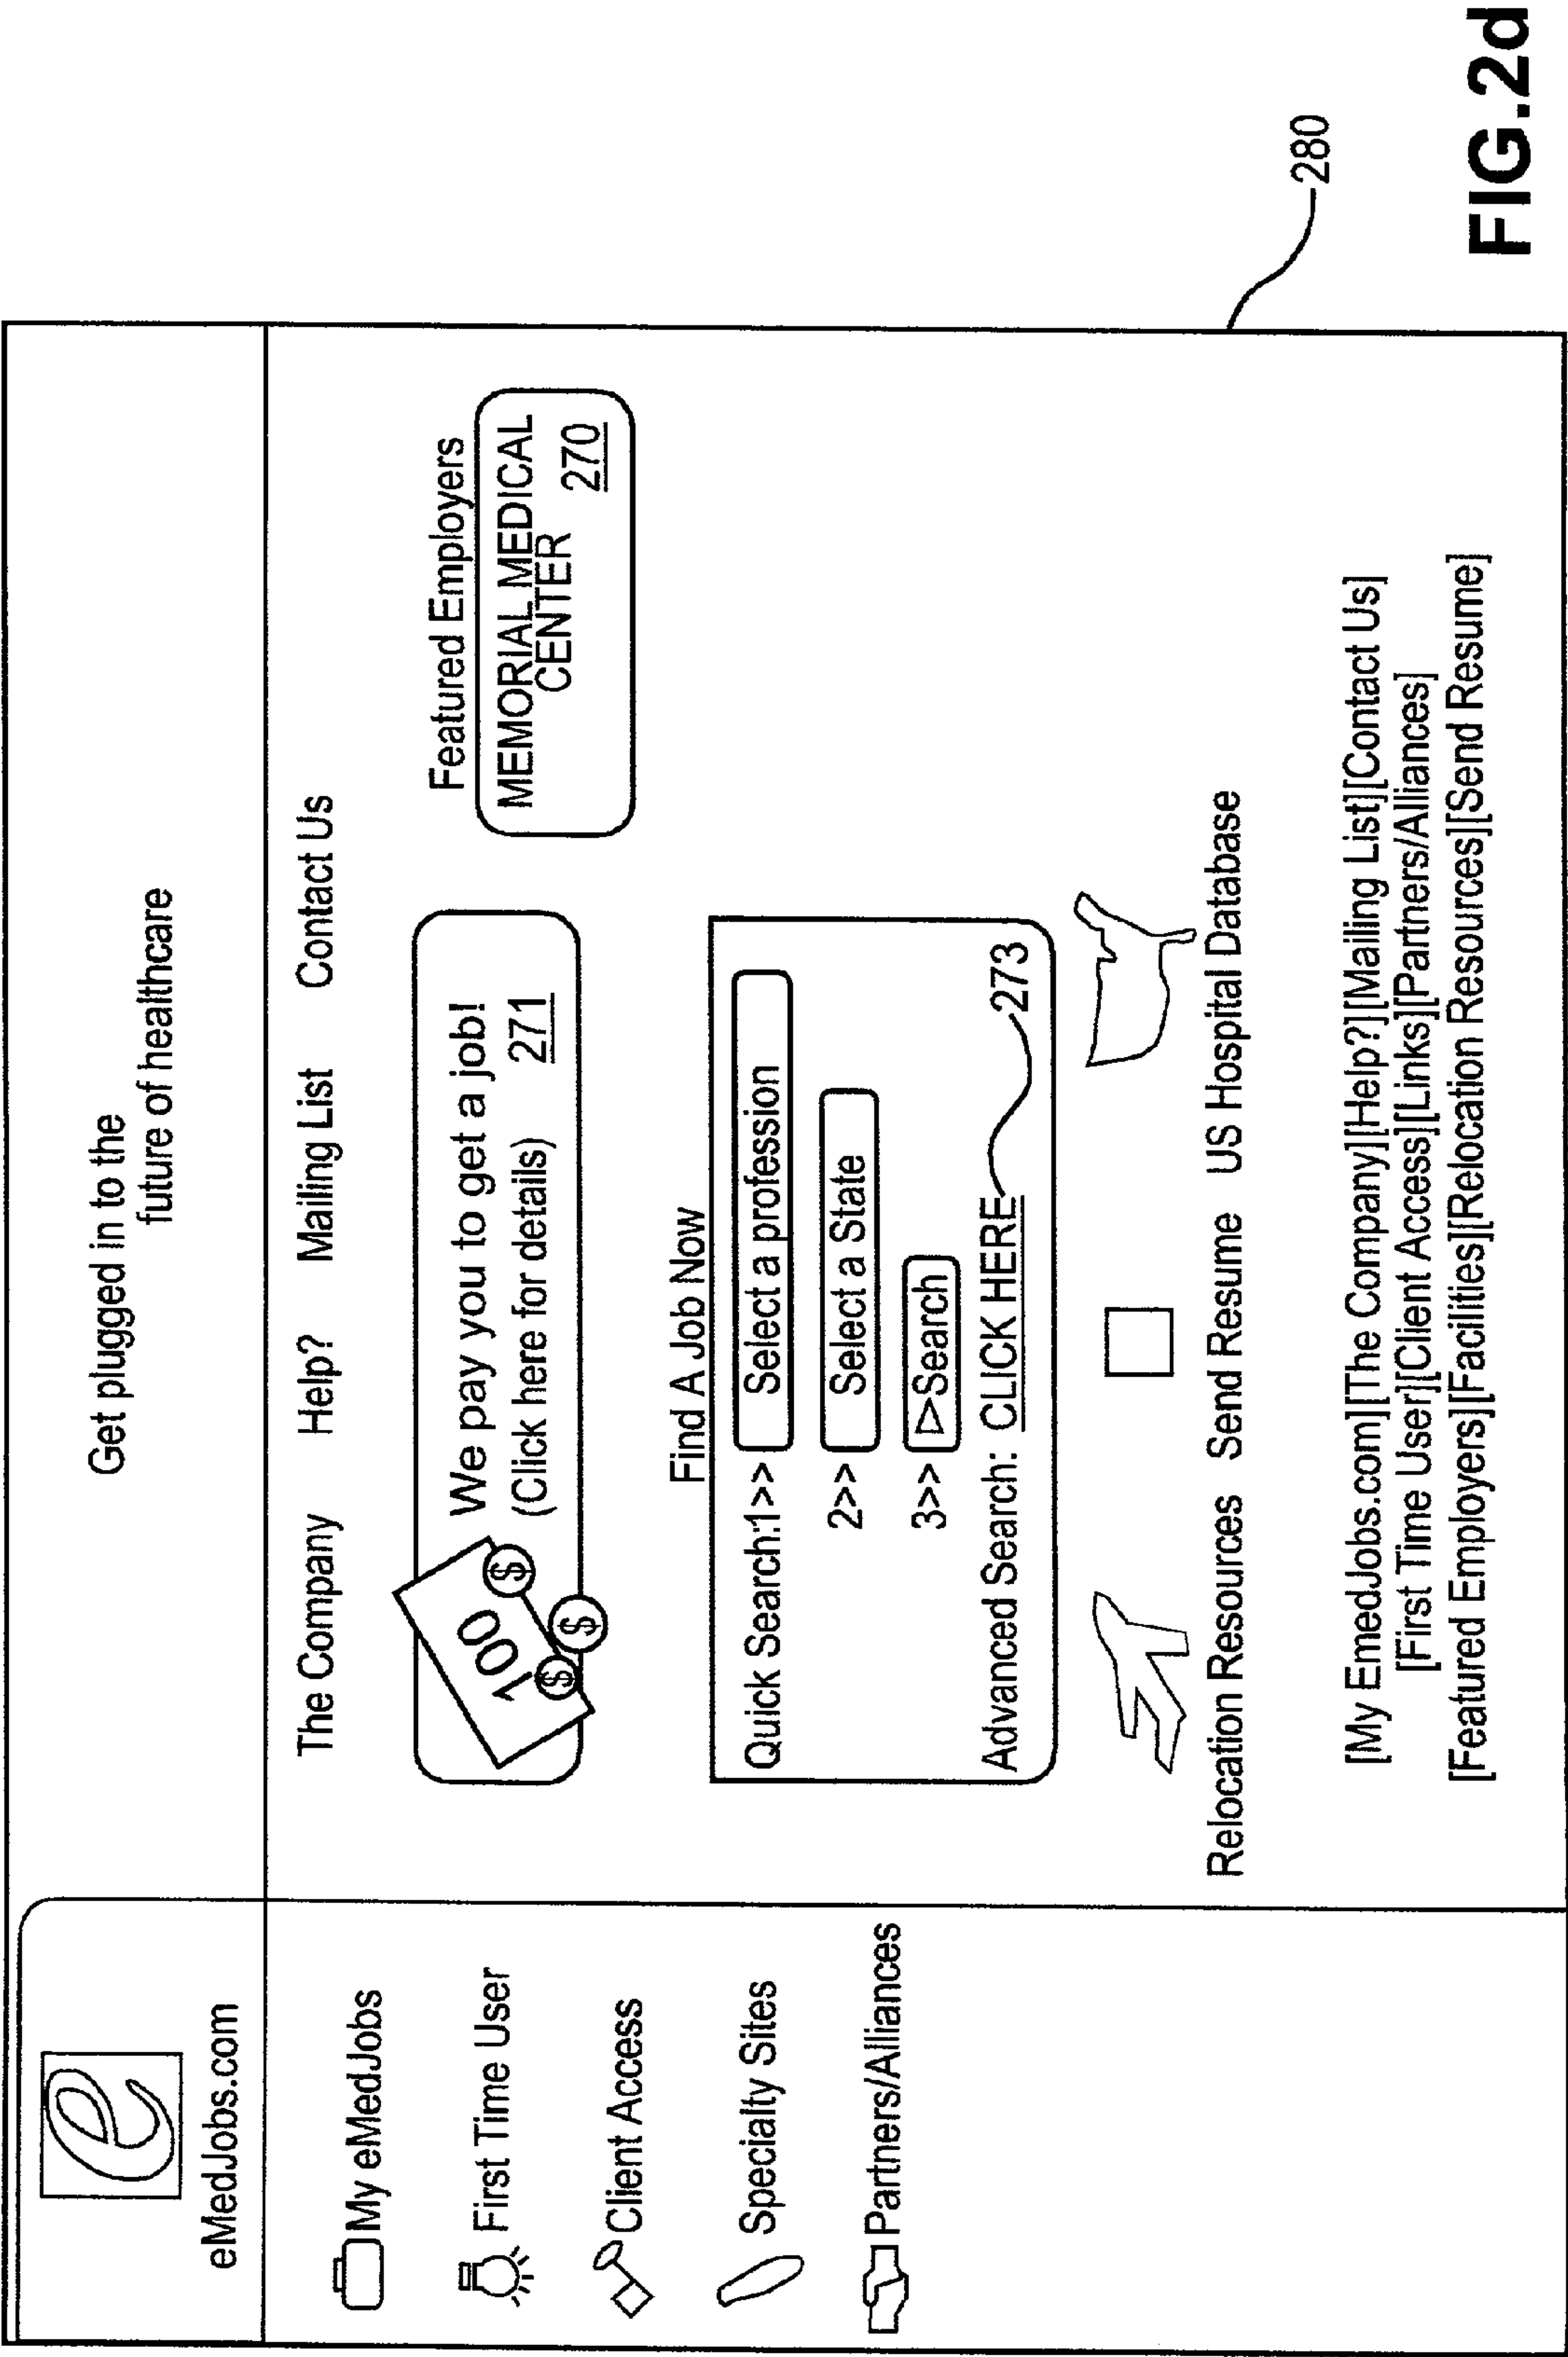 Get plugged in to the
future of healthcare
e
eMedJobs.com
My eMedJobs
First Time User
Client Access
Specialty Sites
Partners/Alliances
The Company Help? Mailing List Contact Us
100
$
$
$
We pay you to get a job!
(Click here for details) 271
Featured Employers
MEMORIAL MEDICAL
CENTER
270
Find A Job Now
Quick Search:1>> Select a profession
2>> Select a State
3>> Search
Advanced Search: CLICK HERE 273
Relocation Resources Send Resume US Hospital Database
[My EmedJobs.com][The Company][Help?][Mailing List][Contact Us]
[First Time User][Client Access][Links][Partners/Alliances]
[Featured Employers][Facilities][Relocation Resources][Send Resume]
280
FIG.2d